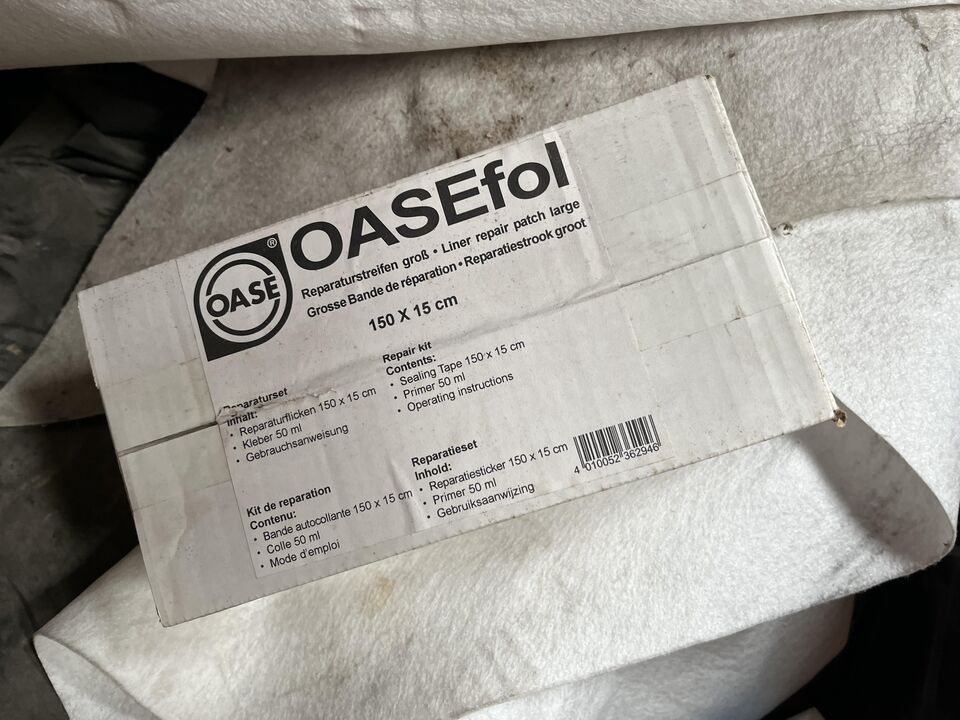 OASE ®
OASEfol
Reparaturstreifen groß • Liner repair patch large
Grosse Bande de réparation • Reparatiestrook groot
150 X 15 cm
Reparaturset
Inhalt:
• Reparaturflicken 150 x 15 cm
• Kleber 50 ml
• Gebrauchsanweisung
Repair kit
Contents:
• Sealing Tape 150 x 15 cm
• Primer 50 ml
• Operating instructions
Kit de reparation
Contenu:
• Bande autocollante 150 x 15 cm
• Colle 50 ml
• Mode d'emploi
Reparatieset
Inhold:
• Reparatiesticker 150 x 15 cm
• Primer 50 ml
• Gebruiksaanwijzing
4 010052 362946